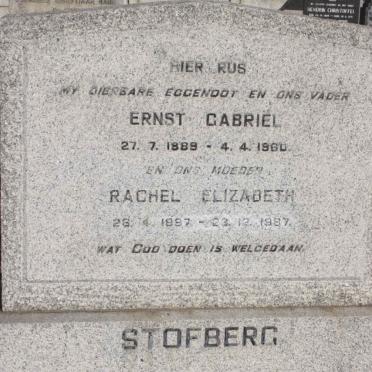 HIER RUS
MY DIERBARE EGGENOOT EN ONS VADER
ERNST GABRIEL
27. 7. 1889 - 4. 4. 1960.
EN ONS MOEDER
RACHEL ELIZABETH
26. 4. 1897 - 23. 12. 1987.
WAT GOD DOEN IS WELGEDAAN.
STOFBERG